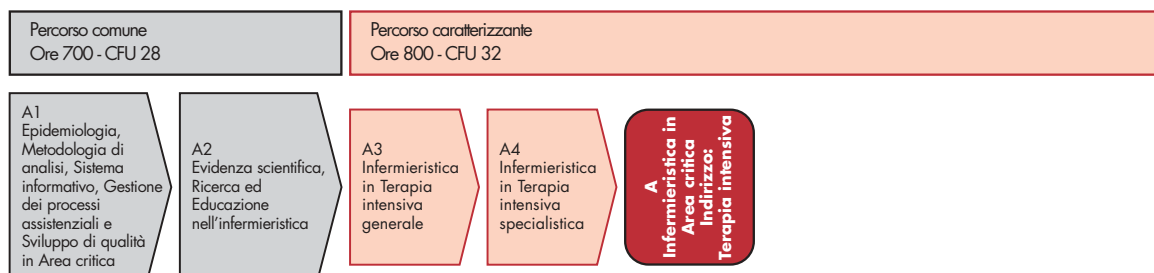 Percorso comune
Ore 700 - CFU 28
Percorso caratterizzante
Ore 800 - CFU 32
A1
Epidemiologia,
Metodologia di
analisi, Sistema
informativo, Gestione
dei processi
assistenziali e
Sviluppo di qualità
in Area critica
A2
Evidenza scientifica,
Ricerca ed
Educazione
nell'infermieristica
A3
Infermieristica
in Terapia
intensiva
generale
A4
Infermieristica
in Terapia
intensiva
specialistica
A
Infermieristica in
Area critica
Indirizzo:
Terapia intensiva